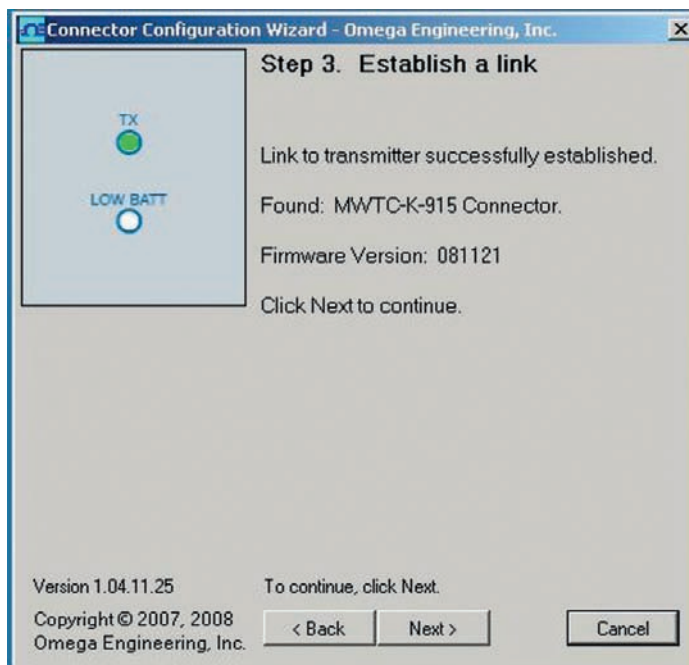 Connector Configuration Wizard - Omega Engineering, Inc.
Step 3. Establish a link
TX
LOW BATT
Link to transmitter successfully established.
Found: MWTC-K-915 Connector.
Firmware Version: 081121
Click Next to continue.
Version 1.04.11.25
To continue, click Next.
Copyright © 2007, 2008
Omega Engineering, Inc.
< Back
Next >
Cancel